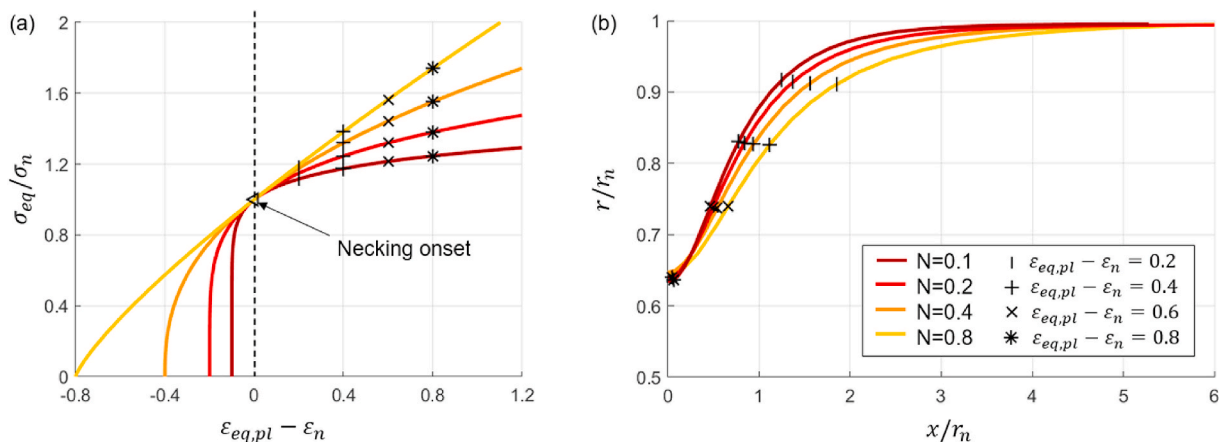 (a)
σ_eq/σ_n
2
1.6
1.2
0.8
0.4
0
Necking onset
-0.8 -0.4 0 0.4 0.8 1.2
ε_eq,pl − ε_n
(b)
r/r_n
1
0.9
0.8
0.7
0.6
0.5
N=0.1 ε_eq,pl − ε_n = 0.2
N=0.2 ε_eq,pl − ε_n = 0.4
N=0.4 ε_eq,pl − ε_n = 0.6
N=0.8 ε_eq,pl − ε_n = 0.8
0 1 2 3 4 5 6
x/r_n